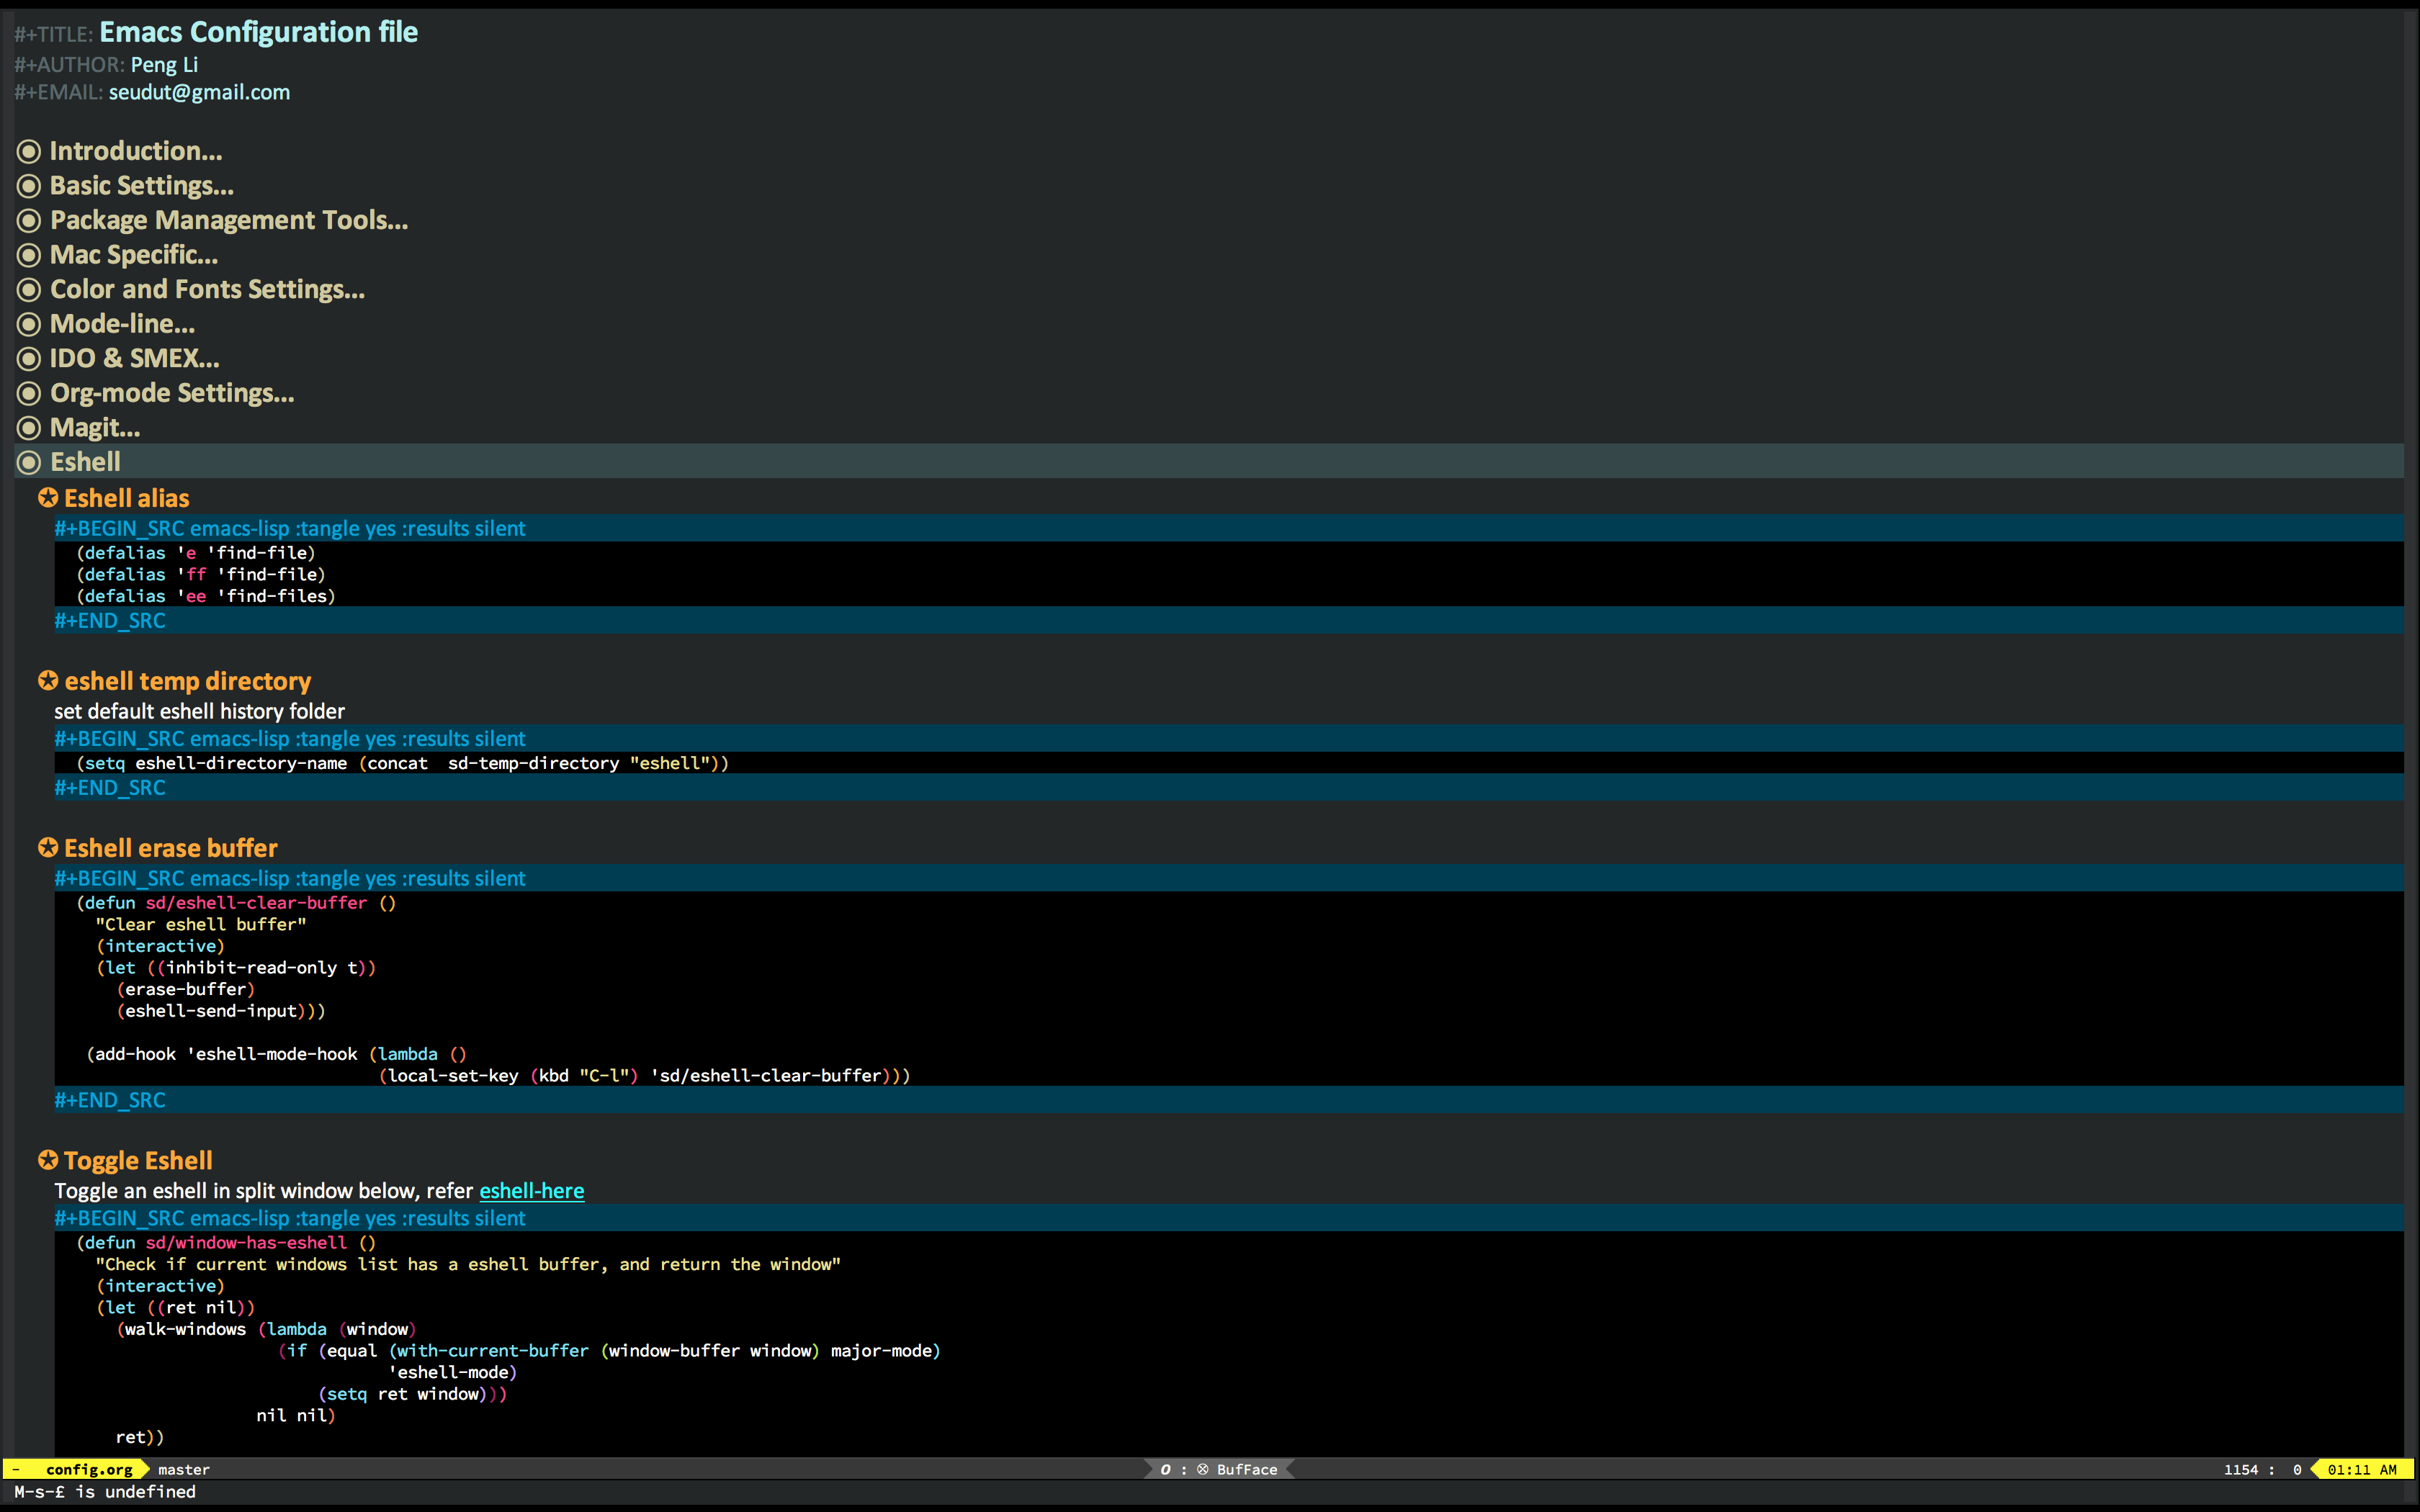 #+TITLE: Emacs Configuration file
#+AUTHOR: Peng Li
#+EMAIL: seudut@gmail.com
Introduction...
Basic Settings...
Package Management Tools...
Mac Specific...
Color and Fonts Settings...
Mode-line...
IDO & SMEX...
Org-mode Settings...
Magit...
Eshell
Eshell alias
#+BEGIN_SRC emacs-lisp :tangle yes :results silent
(defalias 'e 'find-file)
(defalias 'ff 'find-file)
(defalias 'ee 'find-files)
#+END_SRC
eshell temp directory
set default eshell history folder
#+BEGIN_SRC emacs-lisp :tangle yes :results silent
(setq eshell-directory-name (concat  sd-temp-directory "eshell"))
#+END_SRC
Eshell erase buffer
#+BEGIN_SRC emacs-lisp :tangle yes :results silent
(defun sd/eshell-clear-buffer ()
"Clear eshell buffer"
(interactive)
(let ((inhibit-read-only t))
(erase-buffer)
(eshell-send-input)))
(add-hook 'eshell-mode-hook (lambda ()
(local-set-key (kbd "C-l") 'sd/eshell-clear-buffer)))
#+END_SRC
Toggle Eshell
Toggle an eshell in split window below, refer eshell-here
#+BEGIN_SRC emacs-lisp :tangle yes :results silent
(defun sd/window-has-eshell ()
"Check if current windows list has a eshell buffer, and return the window"
(interactive)
(let ((ret nil))
(walk-windows (lambda (window)
(if (equal (with-current-buffer (window-buffer window) major-mode)
'eshell-mode)
(setq ret window)))
nil nil)
ret))
- config.org master O : ⊗ BufFace 1154 : 0 01:11 AM
M-s-£ is undefined